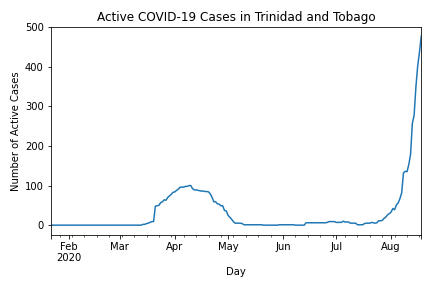 Active COVID-19 Cases in Trinidad and Tobago
500
400
300
200
100
0
Number of Active Cases
Feb
2020
Mar
Apr
May
Jun
Jul
Aug
Day